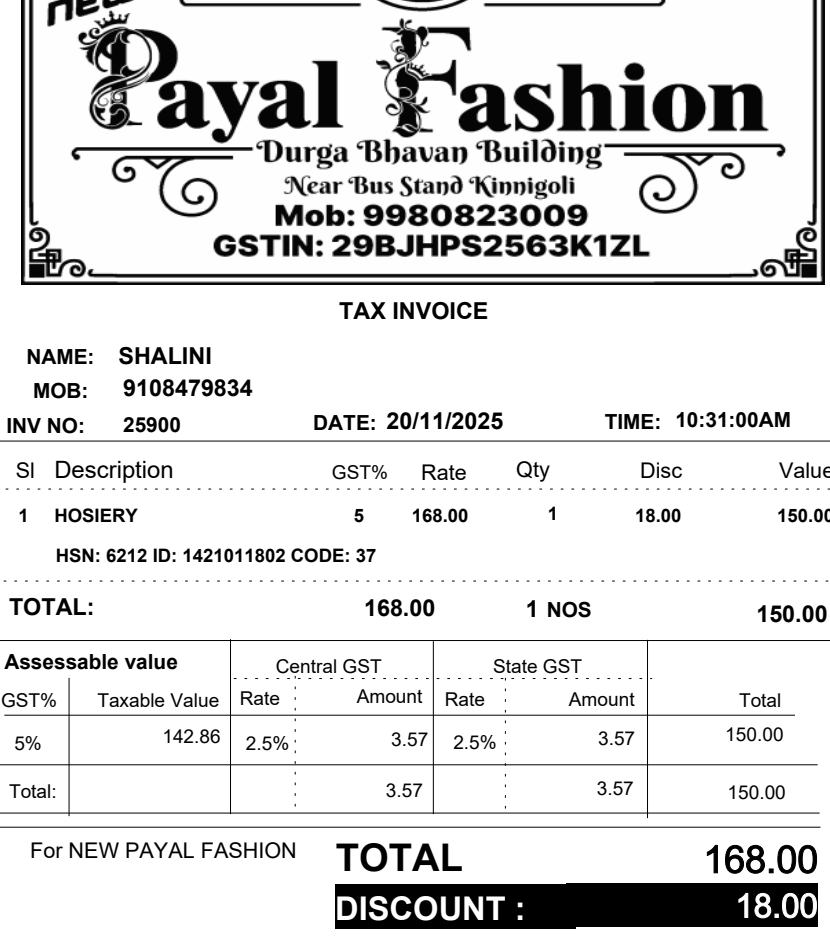 new
Payal Fashion
Durga Bhavan Building
Near Bus Stand Kinnigoli
Mob: 9980823009
GSTIN: 29BJHPS2563K1ZL
TAX INVOICE
NAME: SHALINI
MOB: 9108479834
INV NO: 25900 DATE: 20/11/2025 TIME: 10:31:00AM
Sl Description GST% Rate Qty Disc Value
1 HOSIERY 5 168.00 1 18.00 150.00
HSN: 6212 ID: 1421011802 CODE: 37
TOTAL: 168.00 1 NOS 150.00
Assessable value Central GST State GST
GST% Taxable Value Rate Amount Rate Amount Total
5% 142.86 2.5% 3.57 2.5% 3.57 150.00
Total: 3.57 3.57 150.00
For NEW PAYAL FASHION TOTAL 168.00
DISCOUNT : 18.00